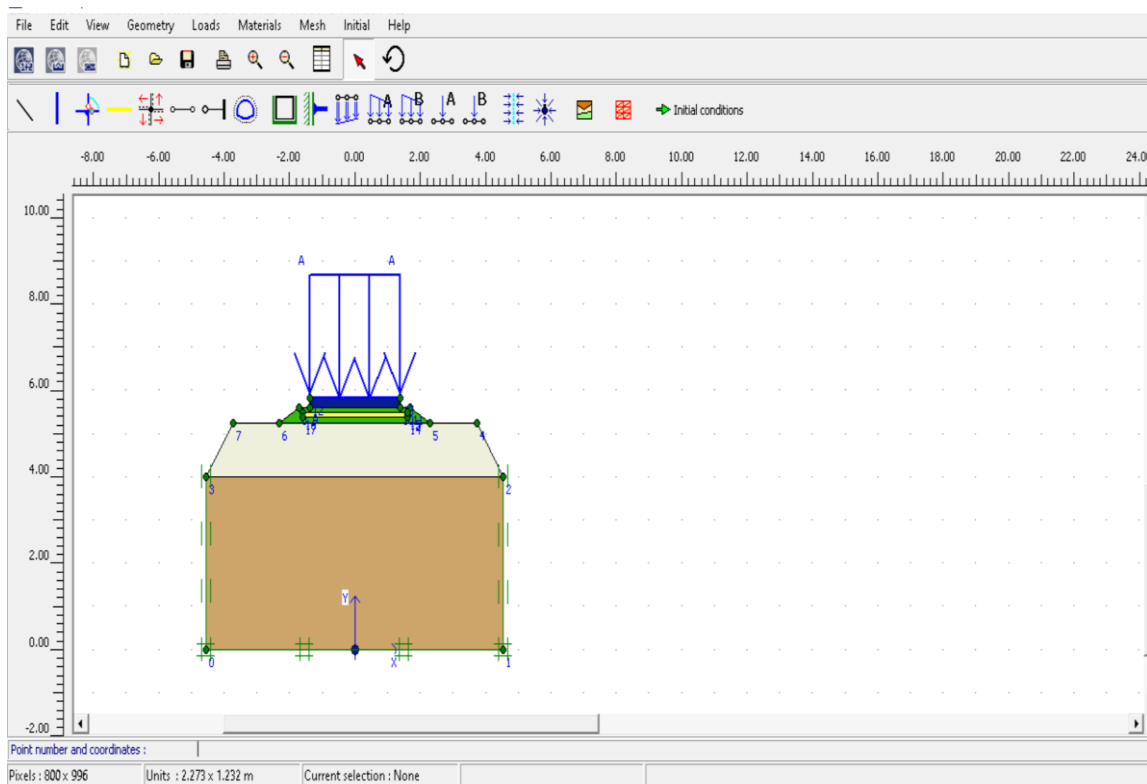 File Edit View Geometry Loads Materials Mesh Initial Help
A B A B Initial conditions
-8.00 -6.00 -4.00 -2.00 0.00 2.00 4.00 6.00 8.00 10.00 12.00 14.00 16.00 18.00 20.00 22.00 24.0
10.00
A A
8.00
6.00
7 6 5 4
4.00
3 2
2.00
Y
0.00
0 X 1
-2.00
Point number and coordinates :
Pixels : 800 x 996 Units : 2.273 x 1.232 m Current selection : None